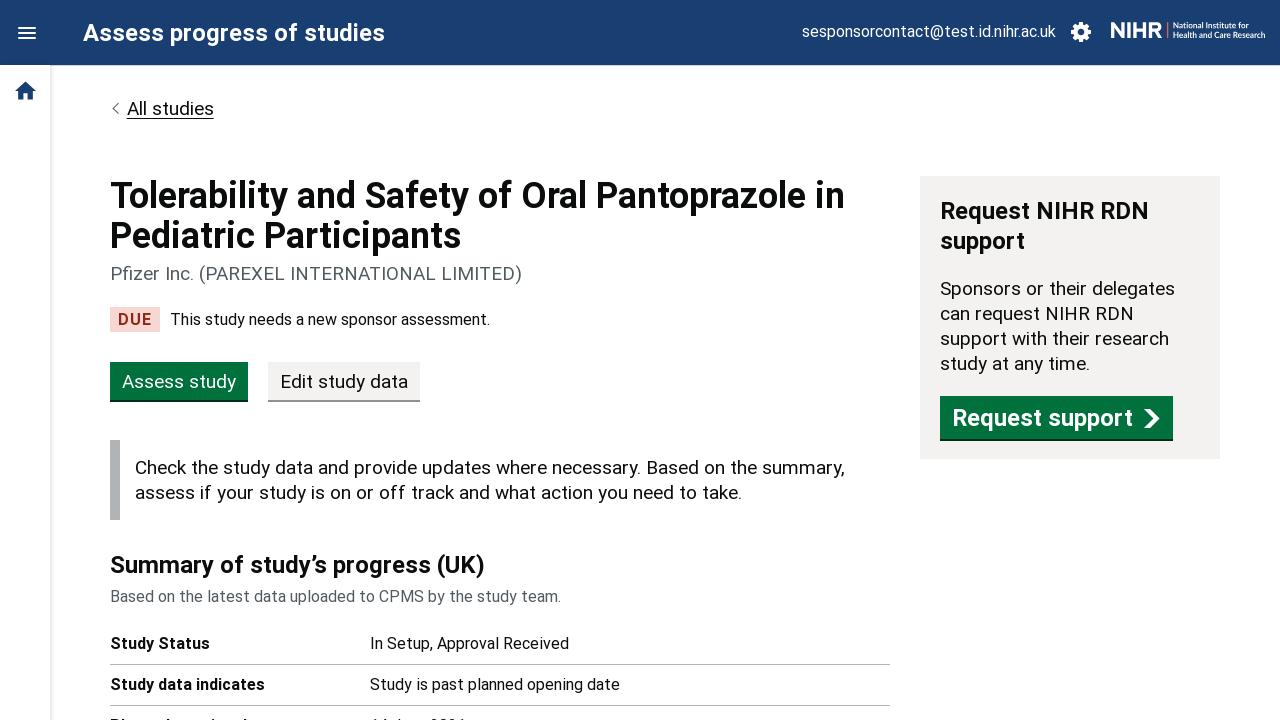 Assess progress of studies
sesponsorcontact@test.id.nihr.ac.uk
NIHR | National Institute for
Health and Care Research
All studies
Tolerability and Safety of Oral Pantoprazole in
Pediatric Participants
Pfizer Inc. (PAREXEL INTERNATIONAL LIMITED)
DUE This study needs a new sponsor assessment.
Assess study
Edit study data
Check the study data and provide updates where necessary. Based on the summary,
assess if your study is on or off track and what action you need to take.
Summary of study’s progress (UK)
Based on the latest data uploaded to CPMS by the study team.
Study Status In Setup, Approval Received
Study data indicates Study is past planned opening date
Request NIHR RDN
support
Sponsors or their delegates
can request NIHR RDN
support with their research
study at any time.
Request support